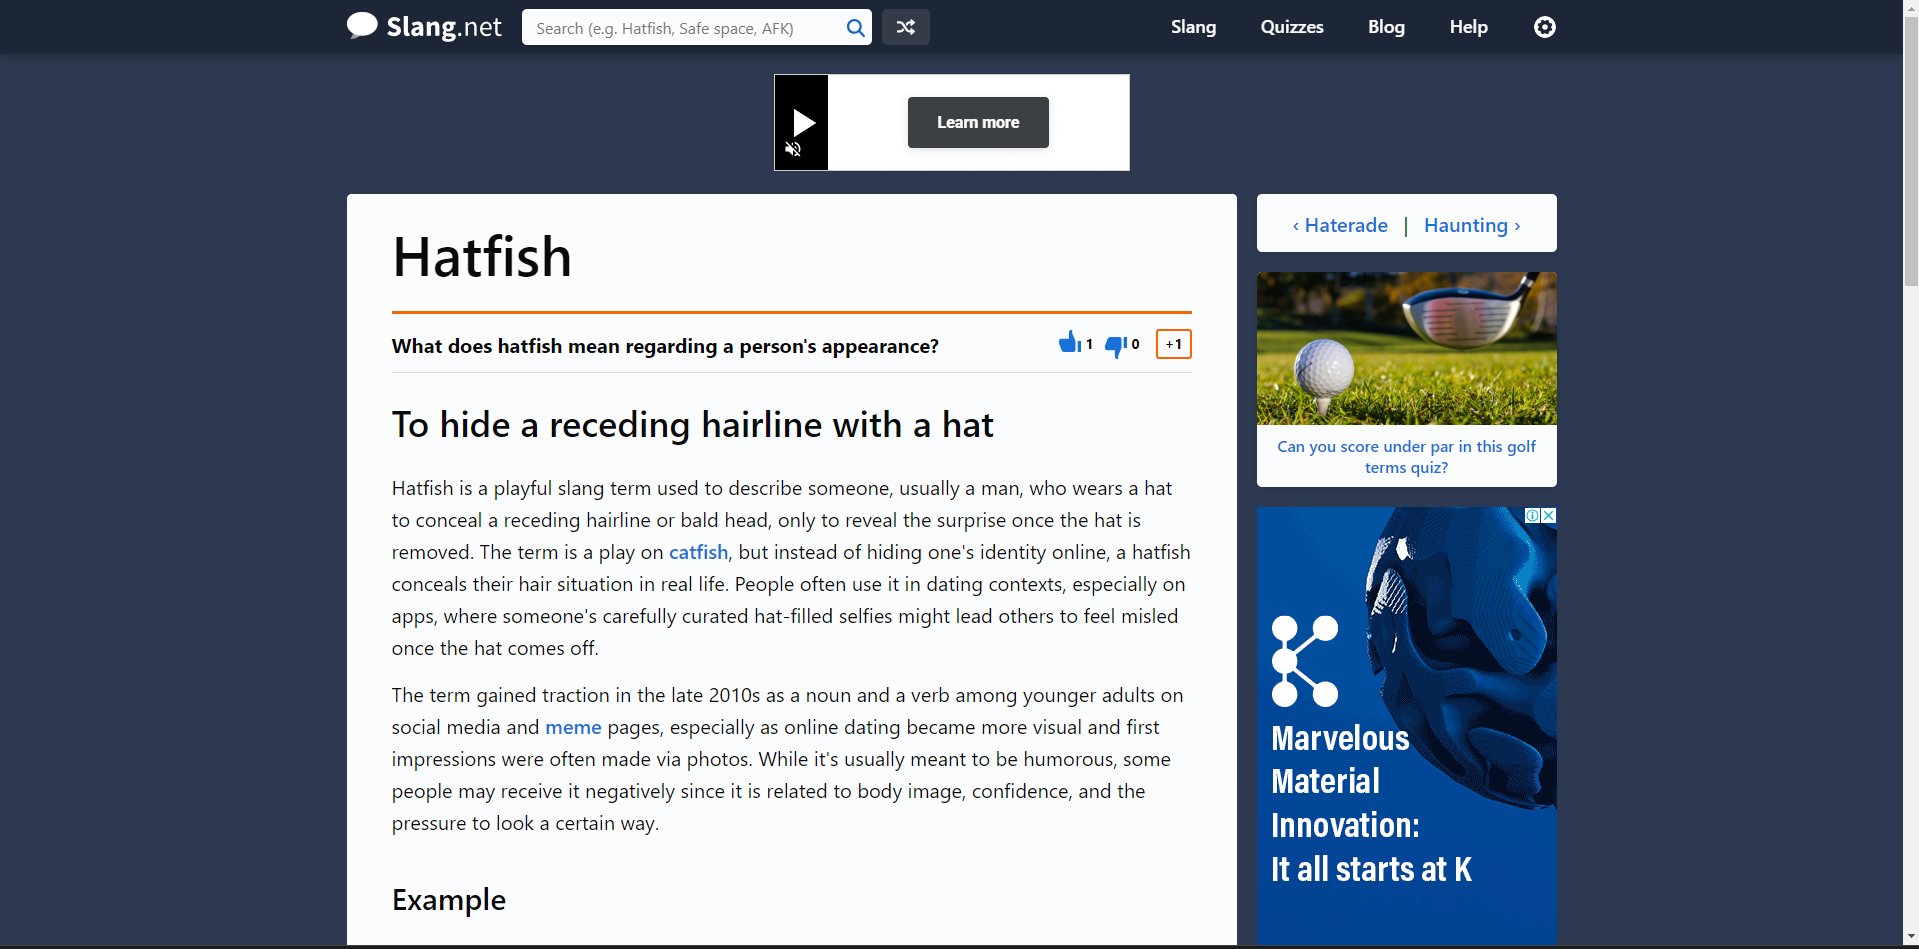 Slang.net
Search (e.g. Hatfish, Safe space, AFK)
Slang
Quizzes
Blog
Help
Learn more
Hatfish
What does hatfish mean regarding a person's appearance?
1
0
+1
To hide a receding hairline with a hat
Hatfish is a playful slang term used to describe someone, usually a man, who wears a hat
to conceal a receding hairline or bald head, only to reveal the surprise once the hat is
removed. The term is a play on catfish, but instead of hiding one's identity online, a hatfish
conceals their hair situation in real life. People often use it in dating contexts, especially on
apps, where someone's carefully curated hat-filled selfies might lead others to feel misled
once the hat comes off.
The term gained traction in the late 2010s as a noun and a verb among younger adults on
social media and meme pages, especially as online dating became more visual and first
impressions were often made via photos. While it's usually meant to be humorous, some
people may receive it negatively since it is related to body image, confidence, and the
pressure to look a certain way.
Example
‹ Haterade | Haunting ›
Can you score under par in this golf
terms quiz?
K
Marvelous
Material
Innovation:
It all starts at K